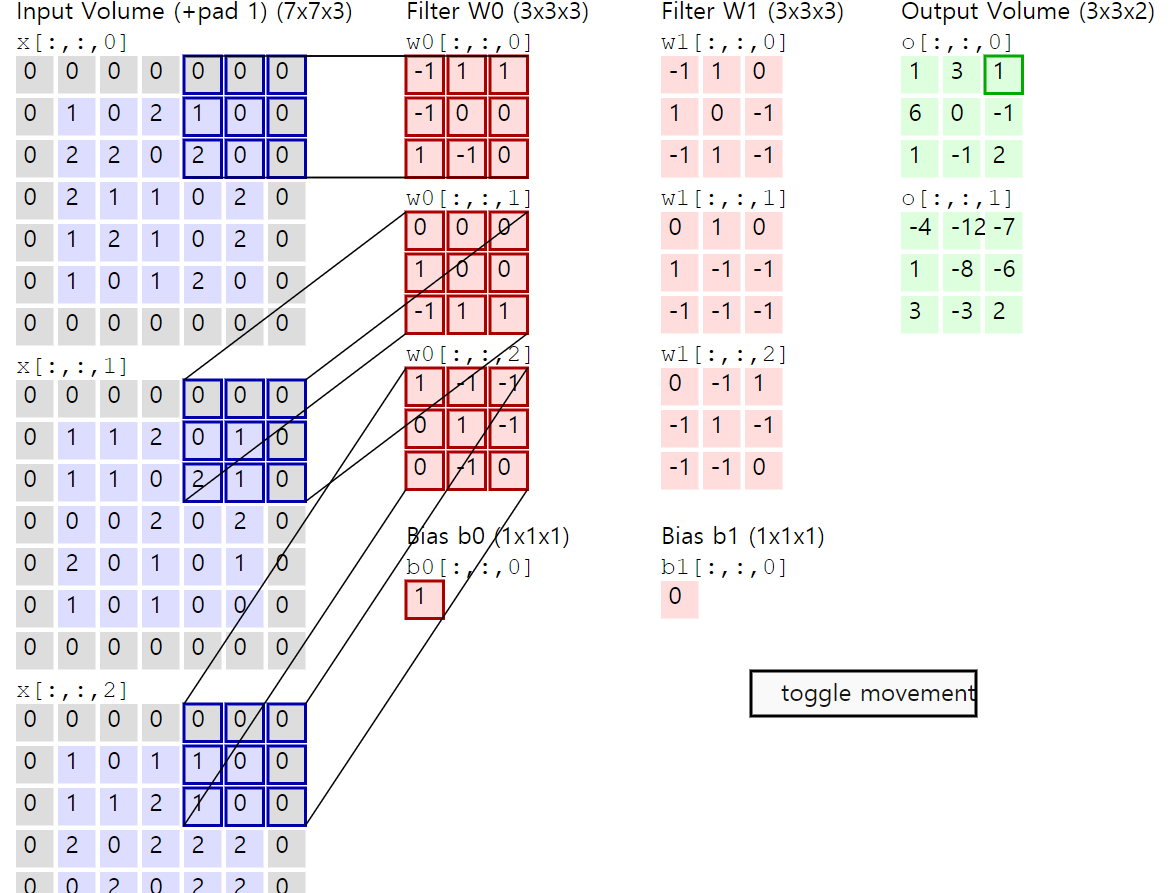 Input Volume (+pad 1) (7x7x3)
x[:,:,0]
0 0 0 0 0 0 0
0 1 0 2 1 0 0
0 2 2 0 2 0 0
0 2 1 1 0 2 0
0 1 2 1 0 2 0
0 1 0 1 2 0 0
0 0 0 0 0 0 0
x[:,:,1]
0 0 0 0 0 0 0
0 1 1 2 0 1 0
0 1 1 0 2 1 0
0 0 0 2 0 2 0
0 2 0 1 0 1 0
0 1 0 1 0 0 0
0 0 0 0 0 0 0
x[:,:,2]
0 0 0 0 0 0 0
0 1 0 1 1 0 0
0 1 1 2 1 0 0
0 2 0 2 2 2 0
0 0 2 0 2 2 0
Filter W0 (3x3x3)
w0[:,:,0]
-1 1 1
-1 0 0
1 -1 0
w0[:,:,1]
0 0 0
1 0 0
-1 1 1
w0[:,:,2]
1 -1 -1
0 1 -1
0 -1 0
Bias b0 (1x1x1)
b0[:,:,0]
1
Filter W1 (3x3x3)
w1[:,:,0]
-1 1 0
1 0 -1
-1 1 -1
w1[:,:,1]
0 1 0
1 -1 -1
-1 -1 -1
w1[:,:,2]
0 -1 1
-1 1 -1
-1 -1 0
Bias b1 (1x1x1)
b1[:,:,0]
0
Output Volume (3x3x2)
o[:,:,0]
1 3 1
6 0 -1
1 -1 2
o[:,:,1]
-4 -12 -7
1 -8 -6
3 -3 2
toggle movement